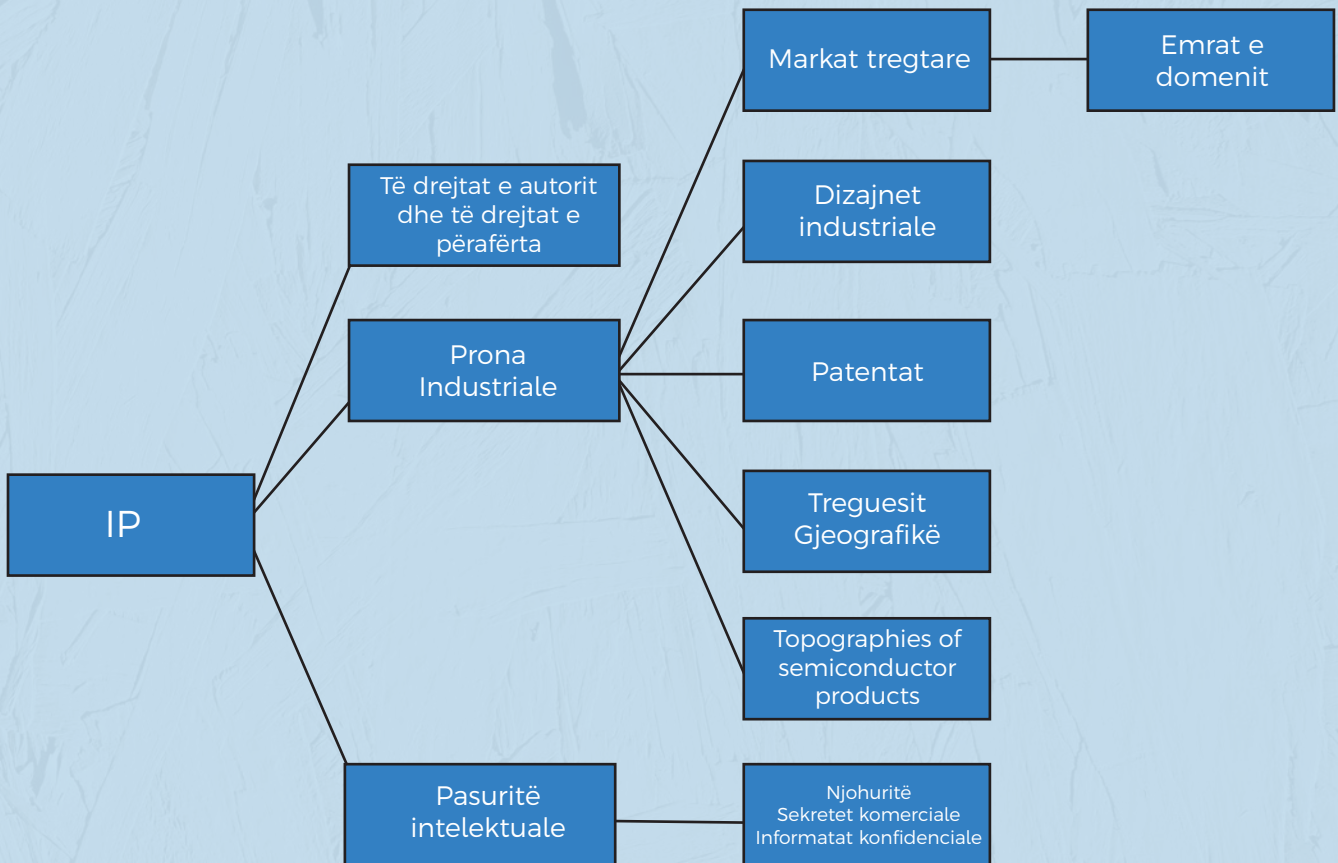 Markat tregtare
Emrat e
domenit
Të drejtat e autorit
dhe të drejtat e
përafërta
Dizajnet
industriale
Prona
Industriale
Patentat
IP
Treguesit
Gjeografikë
Topographies of
semiconductor
products
Pasuritë
intelektuale
Njohuritë
Sekretet komerciale
Informatat konfidenciale